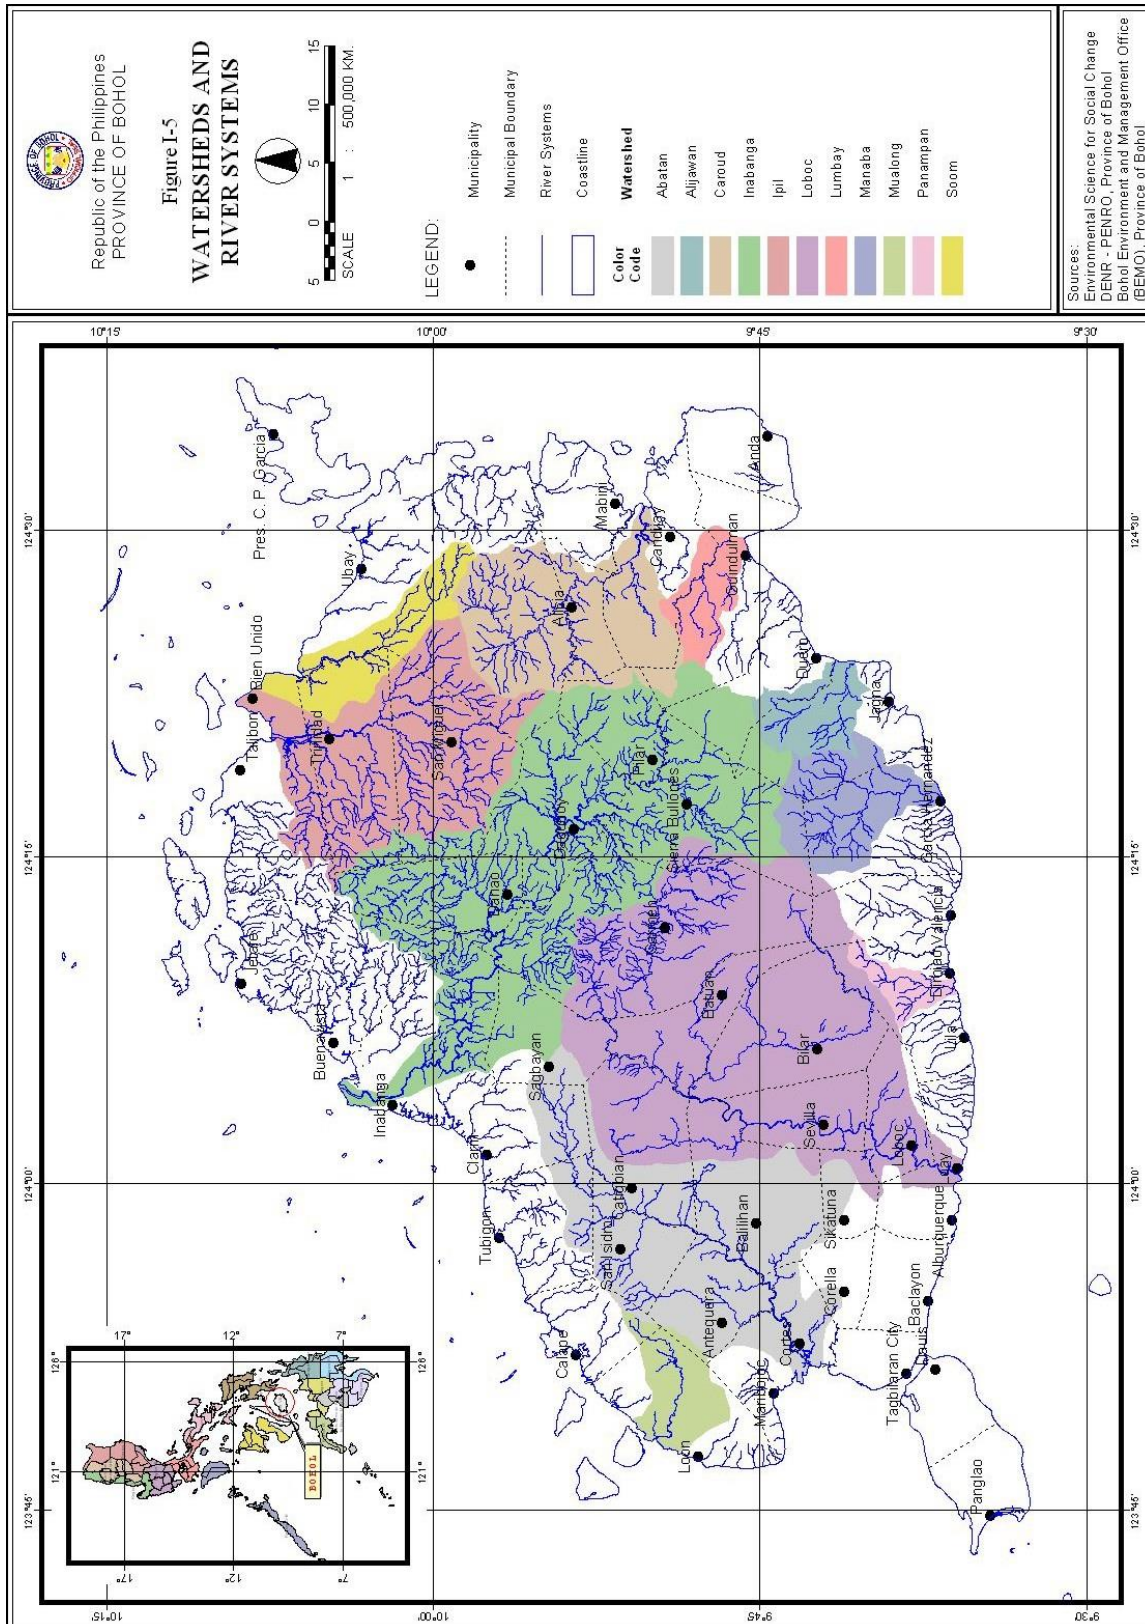 Republic of the Philippines
PROVINCE OF BOHOL
Figure I-5
WATERSHEDS AND
RIVER SYSTEMS
5 0 5 10 15
SCALE 1 : 500,000 KM.
LEGEND:
Municipality
Municipal Boundary
River Systems
Coastline
Color Code
Watershed
Abatan
Alijawan
Caroud
Inabanga
Ipil
Loboc
Lumbay
Manaba
Mualong
Panampan
Soom
Sources:
Environmental Science for Social Change
DENR - PENRO, Province of Bohol
Bohol Environment and Management Office
(BEMO), Province of Bohol
123°45' 124°00' 124°15' 124°30'
10°15'
10°00'
9°45'
9°30'
121° 126°
17°
12°
7°
BOHOL
Pres. C. P. Garcia
Bien Unido
Talibon
Jetafe
Ubay
Trinidad
Buenavista
Inabanga
San Miguel
Clarin
Tubigon
Danao
Sagbayan
Dagohoy
Alicia
Mabini
Calape
San Isidro
Catigbian
Sagbayan
Pilar
Candijay
Sierra Bullones
Loon
Antequera
Batuan
Balilihan
Quindulman
Anda
Maribojoc
Cortes
Corella
Sikatuna
Sevilla
Bilar
Duero
Jagna
Loboc
Tagbilaran City
Dauis
Baclayon
Alburquerque
Lay
Lila
Dimiao
Valencia
Garcia Hernandez
Panglao